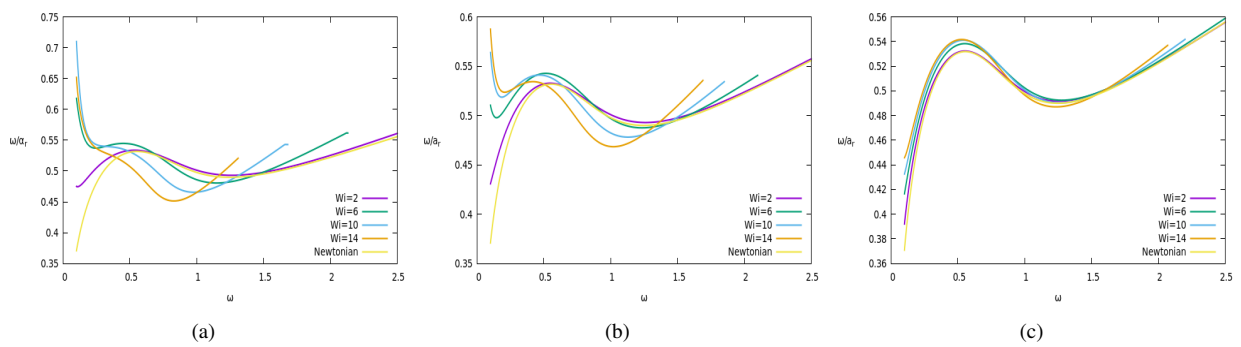 0.75
0.7
0.65
0.6
0.55
0.5
0.45
0.4
0.35
ω/αr
0 0.5 1 1.5 2 2.5
ω
Wi=2
Wi=6
Wi=10
Wi=14
Newtonian
(a)
0.6
0.55
0.5
0.45
0.4
0.35
ω/ar
0 0.5 1 1.5 2 2.5
ω
Wi=2
Wi=6
Wi=10
Wi=14
Newtonian
(b)
0.56
0.54
0.52
0.5
0.48
0.46
0.44
0.42
0.4
0.38
0.36
ω/ar
0 0.5 1 1.5 2 2.5
ω
Wi=2
Wi=6
Wi=10
Wi=14
Newtonian
(c)